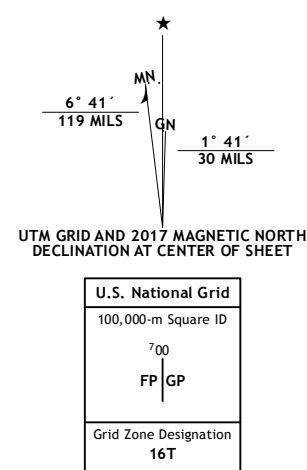 ★
MN.
6° 41´
119 MILS
GN
1° 41´
30 MILS
UTM GRID AND 2017 MAGNETIC NORTH
DECLINATION AT CENTER OF SHEET
U.S. National Grid
100,000-m Square ID
⁷00
FP GP
Grid Zone Designation
16T